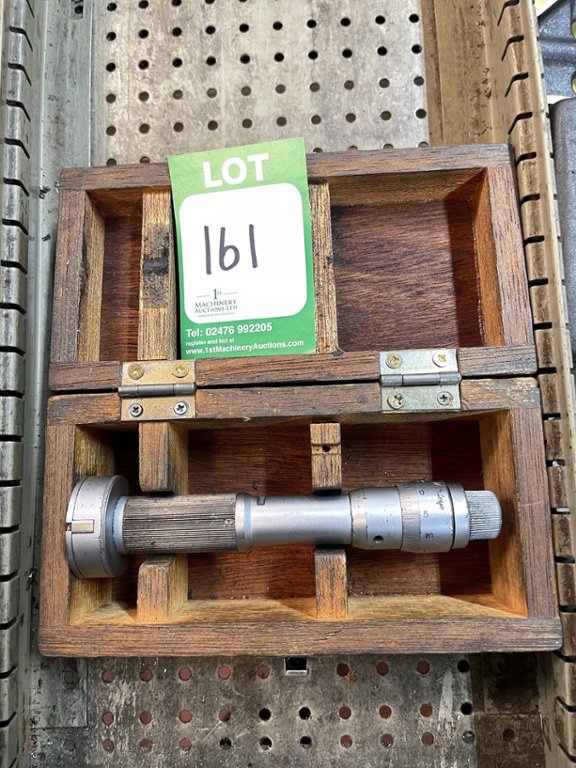 LOT
161
1st
MACHINERY
AUCTIONS LTD
Tel: 02476 992205
register and bid at
www.1stMachineryAuctions.com